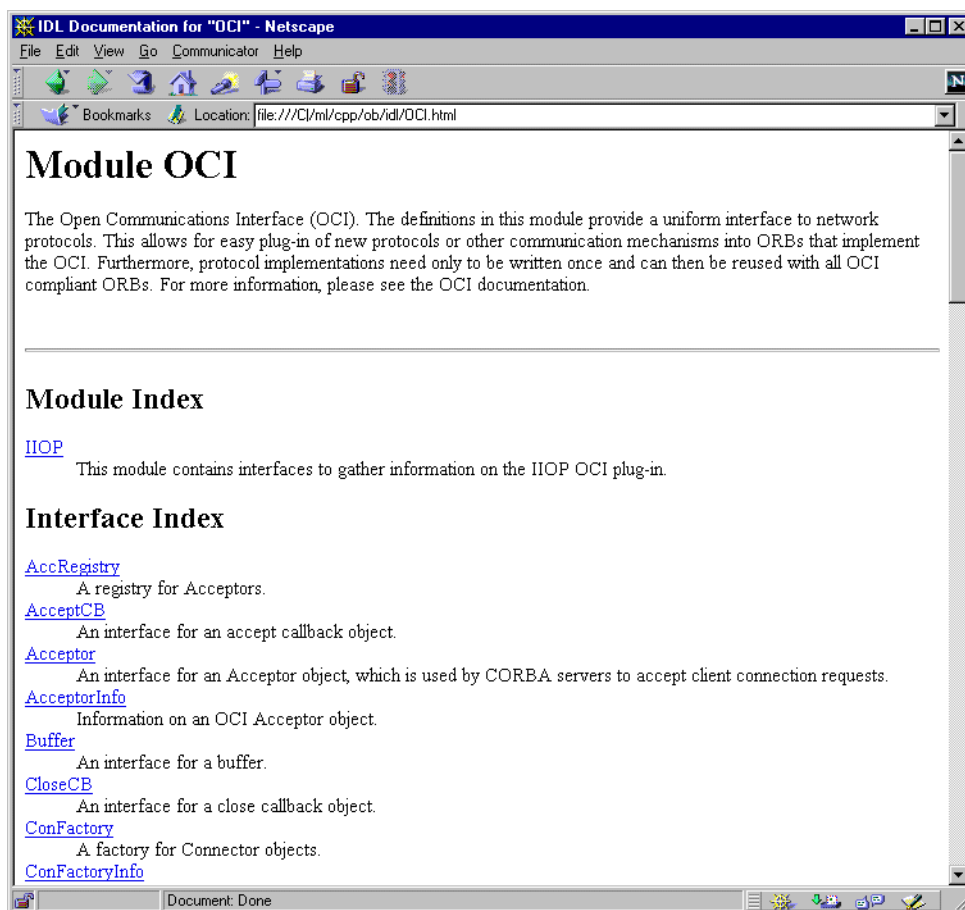 IDL Documentation for "OCI" - Netscape
File Edit View Go Communicator Help
N
Bookmarks Location: file:///C|/ml/cpp/ob/idl/OCI.html
Module OCI
The Open Communications Interface (OCI). The definitions in this module provide a uniform interface to network
protocols. This allows for easy plug-in of new protocols or other communication mechanisms into ORBs that implement
the OCI. Furthermore, protocol implementations need only to be written once and can then be reused with all OCI
compliant ORBs. For more information, please see the OCI documentation.
Module Index
IIOP
This module contains interfaces to gather information on the IIOP OCI plug-in.
Interface Index
AccRegistry
A registry for Acceptors.
AcceptCB
An interface for an accept callback object.
Acceptor
An interface for an Acceptor object, which is used by CORBA servers to accept client connection requests.
AcceptorInfo
Information on an OCI Acceptor object.
Buffer
An interface for a buffer.
CloseCB
An interface for a close callback object.
ConFactory
A factory for Connector objects.
ConFactoryInfo
Document: Done